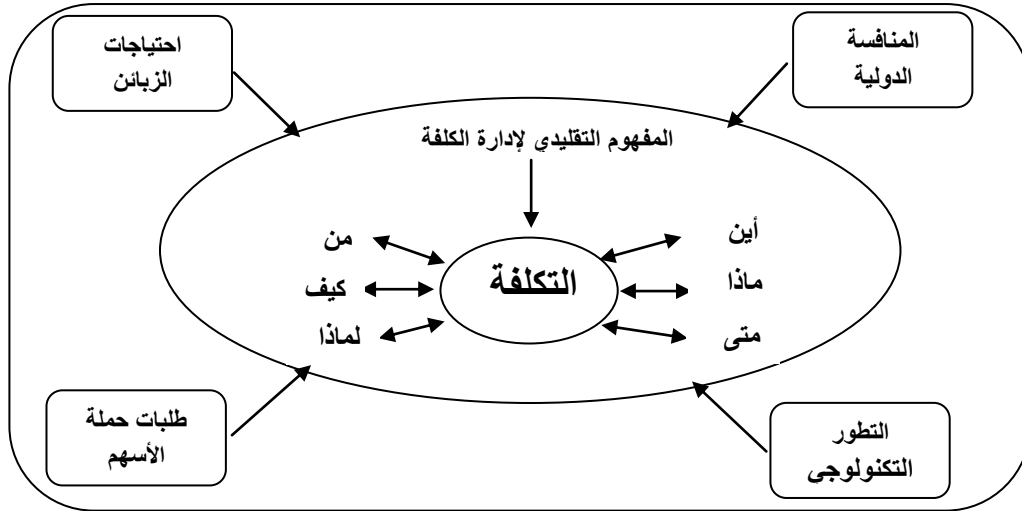 المنافسة
الدولية
احتياجات
الزبائن
المفهوم التقليدي لإدارة الكلفة
أين
من
التكلفة
ماذا
كيف
متى
لماذا
التطور
التكنولوجي
طلبات حملة
الأسهم